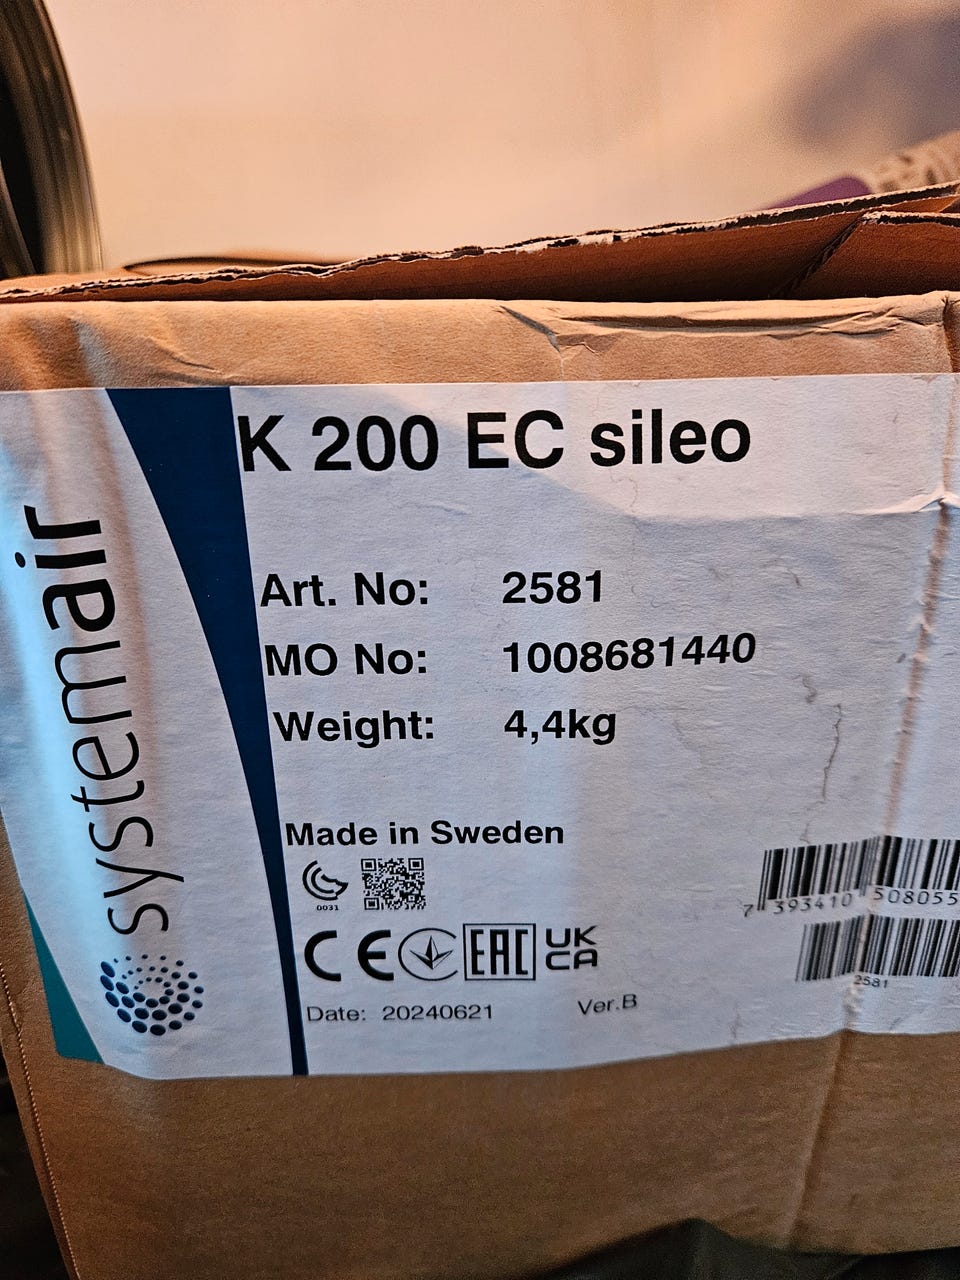 K 200 EC sileo
systemair
Art. No: 2581
MO No: 1008681440
Weight: 4,4kg
Made in Sweden
0031
CE EAC UK
CA
Date: 20240621 Ver.B
7 393410 508055
2581